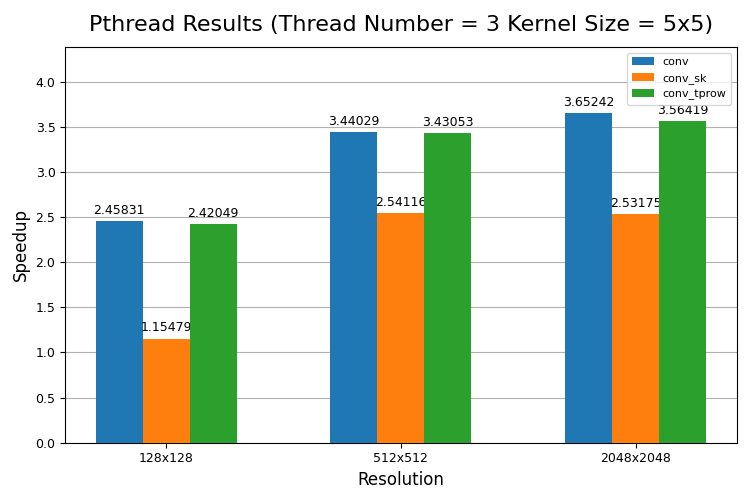 Pthread Results (Thread Number = 3 Kernel Size = 5x5)
conv
conv_sk
conv_tprow
4.0
3.5
3.0
2.5
2.0
1.5
1.0
0.5
0.0
Speedup
2.45831
1.15479
2.42049
3.44029
2.54116
3.43053
3.65242
2.53175
3.56419
128x128
512x512
2048x2048
Resolution